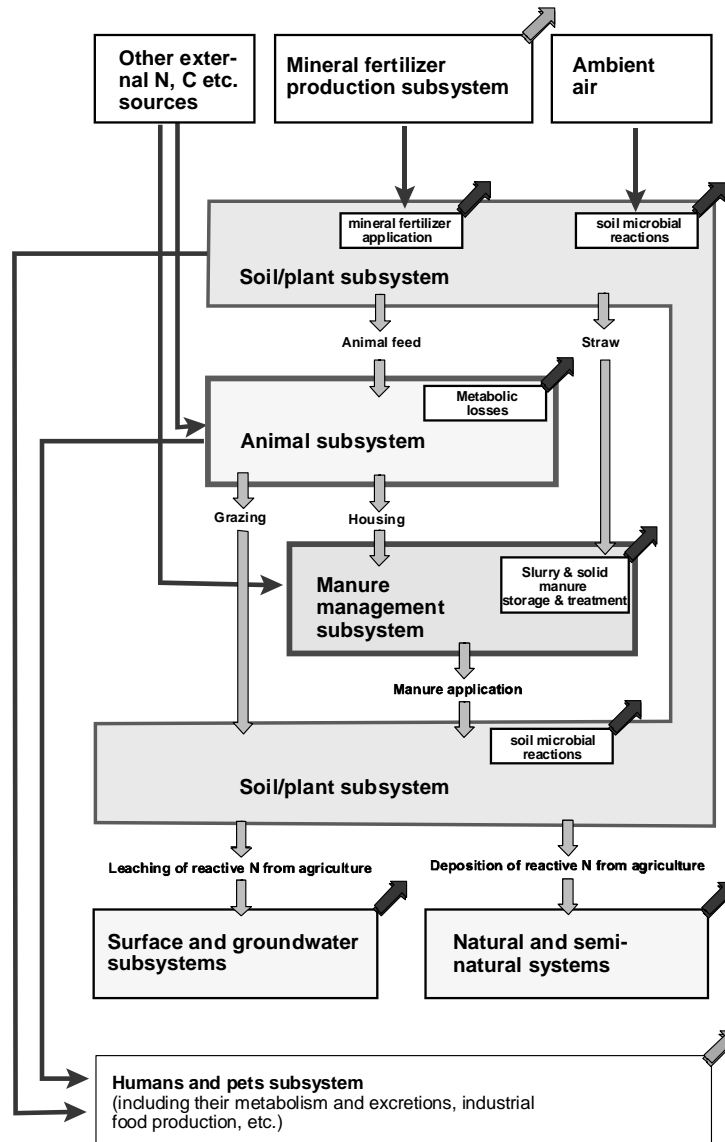 Other exter-
nal N, C etc.
sources
Mineral fertilizer
production subsystem
Ambient
air
mineral fertilizer
application
soil microbial
reactions
Soil/plant subsystem
Animal feed
Straw
Metabolic
losses
Animal subsystem
Grazing
Housing
Slurry & solid
manure
storage & treatment
Manure
management
subsystem
Manure application
soil microbial
reactions
Soil/plant subsystem
Leaching of reactive N from agriculture
Deposition of reactive N from agriculture
Surface and groundwater
subsystems
Natural and semi-
natural systems
Humans and pets subsystem
(including their metabolism and excretions, industrial
food production, etc.)